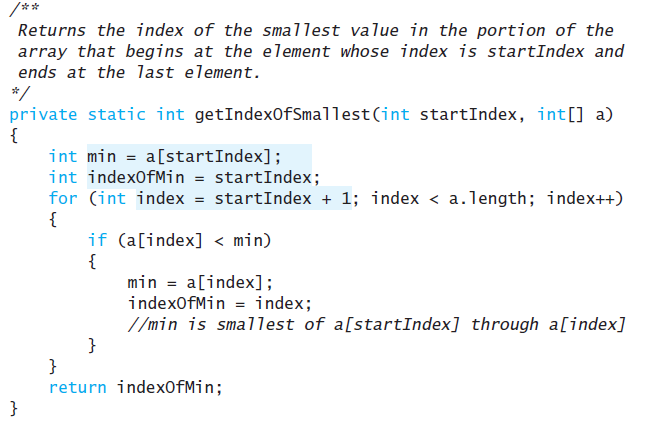 /**
Returns the index of the smallest value in the portion of the
array that begins at the element whose index is startIndex and
ends at the last element.
*/
private static int getIndexOfSmallest(int startIndex, int[] a)
{
    int min = a[startIndex];
    int indexOfMin = startIndex;
    for (int index = startIndex + 1; index < a.length; index++)
    {
        if (a[index] < min)
        {
            min = a[index];
            indexOfMin = index;
            //min is smallest of a[startIndex] through a[index]
        }
    }
    return indexOfMin;
}